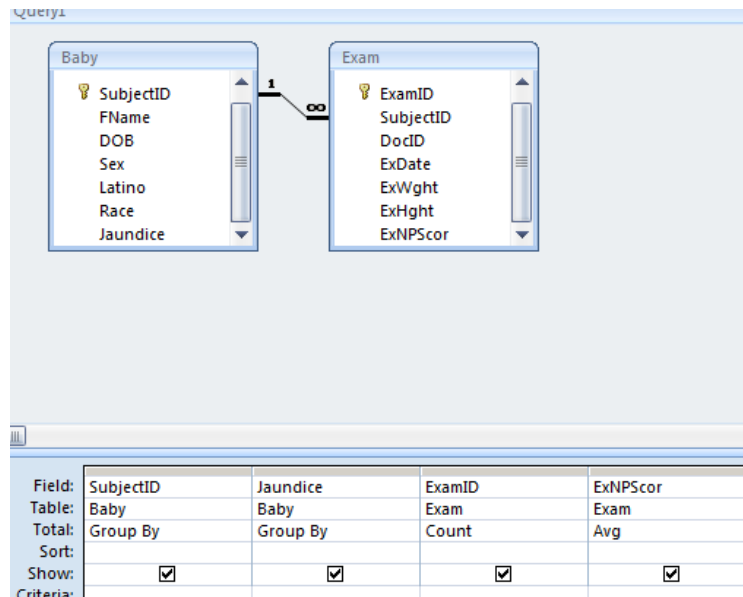 Query1
Baby
SubjectID
FName
DOB
Sex
Latino
Race
Jaundice
1
∞
Exam
ExamID
SubjectID
DocID
ExDate
ExWght
ExHght
ExNPScor
Field: SubjectID Jaundice ExamID ExNPScor
Table: Baby Baby Exam Exam
Total: Group By Group By Count Avg
Sort:
Show:
Criteria: